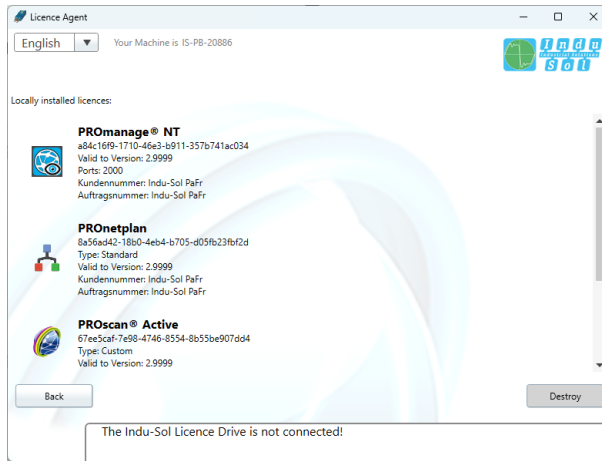 Licence Agent
English
Your Machine is IS-PB-20886
Indu
Industrial Solutions
Sol
Locally installed licences:
PROmanage® NT
a84c16f9-1710-46e3-b911-357b741ac034
Valid to Version: 2.9999
Ports: 2000
Kundennummer: Indu-Sol PaFr
Auftragsnummer: Indu-Sol PaFr
PROnetplan
8a56ad42-18b0-4eb4-b705-d05fb23fbf2d
Type: Standard
Valid to Version: 2.9999
Kundennummer: Indu-Sol PaFr
Auftragsnummer: Indu-Sol PaFr
PROscan® Active
67ee5caf-7e98-4746-8554-8b55be907dd4
Type: Custom
Valid to Version: 2.9999
Back
Destroy
The Indu-Sol Licence Drive is not connected!